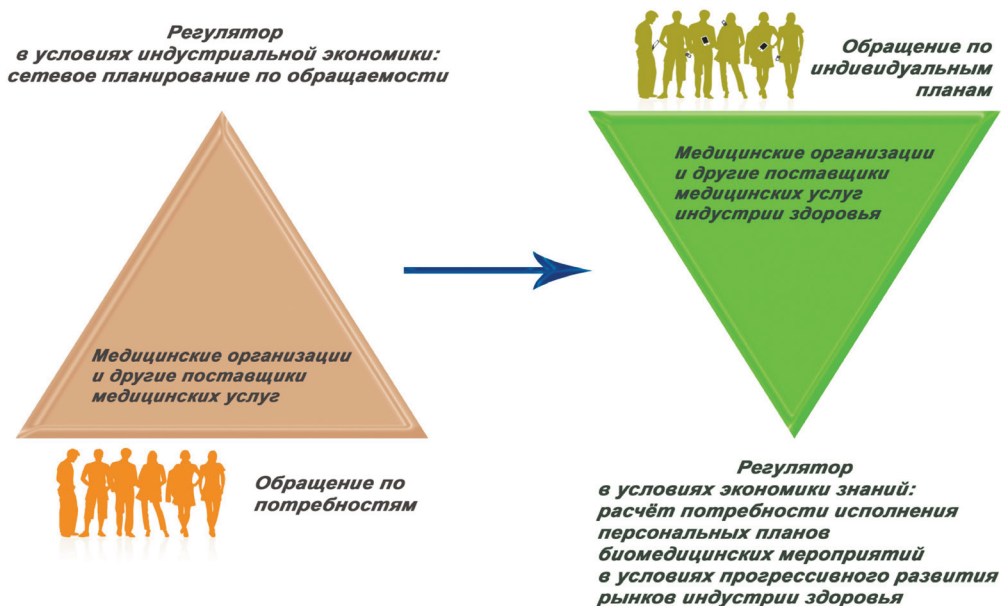 Регулятор
в условиях индустриальной экономики:
сетевое планирование по обращаемости
Медицинские организации
и другие поставщики
медицинских услуг
Обращение по
потребностям
Обращение по
индивидуальным
планам
Медицинские организации
и другие поставщики
медицинских услуг
индустрии здоровья
Регулятор
в условиях экономики знаний:
расчёт потребности исполнения
персональных планов
биомедицинских мероприятий
в условиях прогрессивного развития
рынков индустрии здоровья